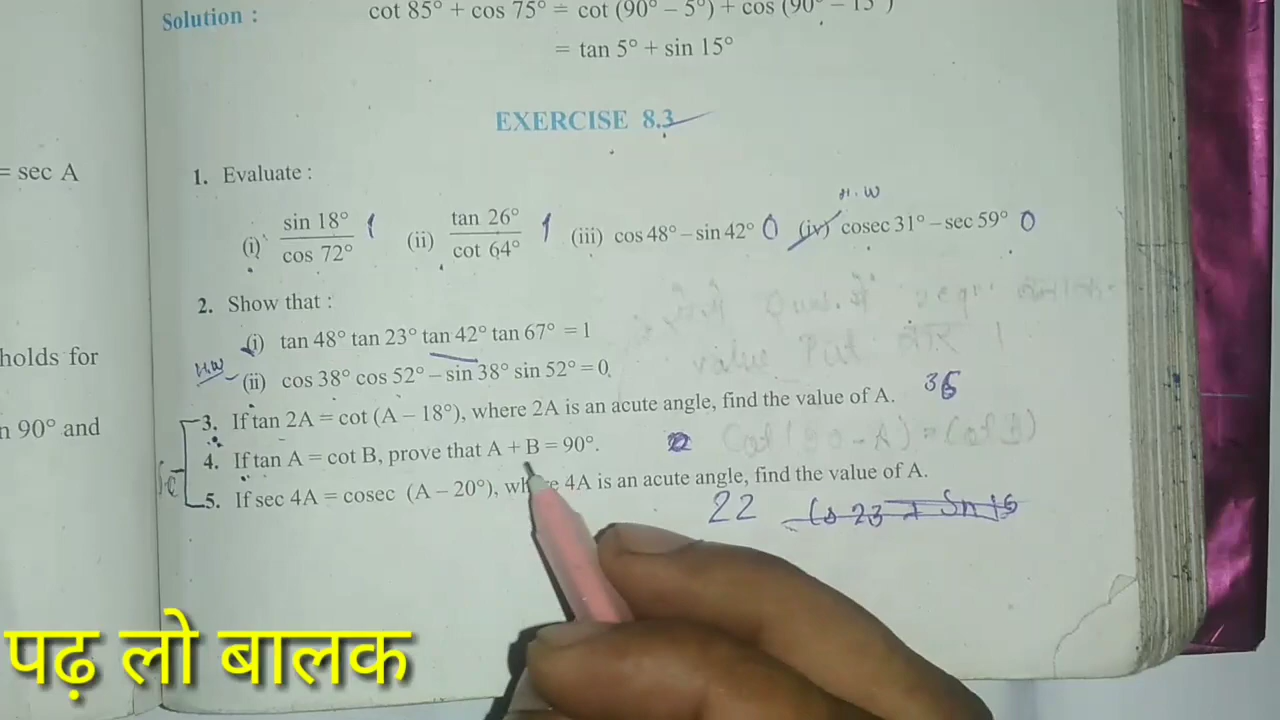 Solution :
cot 85° + cos 75° = cot (90° – 5°) + cos (90° – 15°)
= tan 5° + sin 15°
EXERCISE 8.3
= sec A
1. Evaluate :
H.W
(i) sin 18° / cos 72° 1 (ii) tan 26° / cot 64° 1 (iii) cos 48° – sin 42° 0 (iv) cosec 31° – sec 59° 0
2. Show that :
(i) tan 48° tan 23° tan 42° tan 67° = 1
value Put
holds for
H.W (ii) cos 38° cos 52° – sin 38° sin 52° = 0.
3. If tan 2A = cot (A – 18°), where 2A is an acute angle, find the value of A. 36
n 90° and
4. If tan A = cot B, prove that A + B = 90°. Cot (90 – A) = Cot B
5. If sec 4A = cosec (A – 20°), where 4A is an acute angle, find the value of A.
22
पढ़ लो बालक